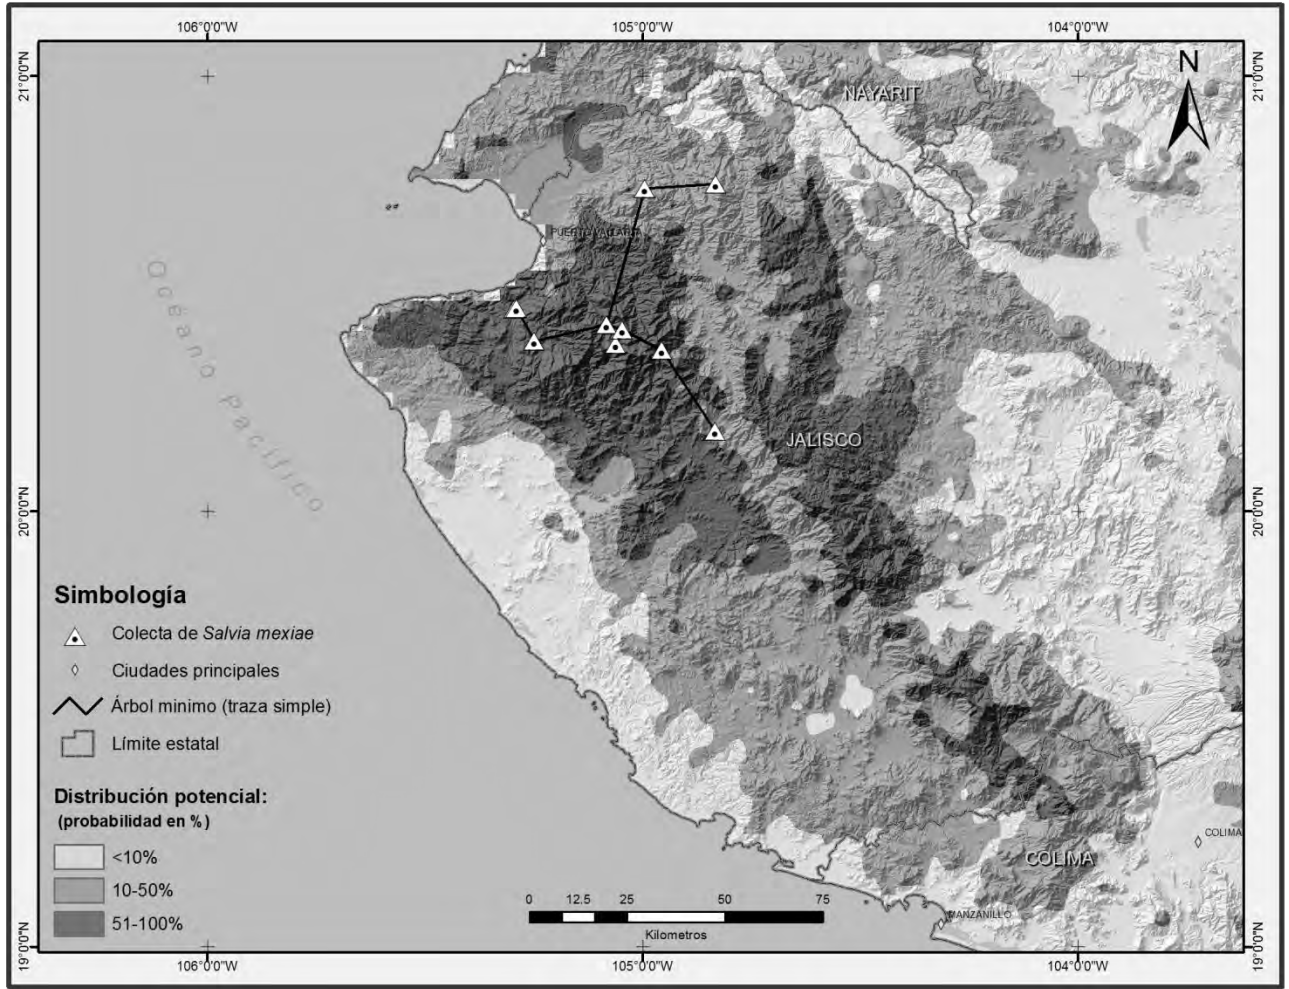 106°0'0"W
105°0'0"W
104°0'0"W
21°0'0"N
21°0'0"N
N
NAYARIT
PUERTO VALLARTA
Océano Pacífico
JALISCO
20°0'0"N
20°0'0"N
Simbología
Colecta de Salvia mexiae
Ciudades principales
Árbol minimo (traza simple)
Límite estatal
Distribución potencial:
(probabilidad en %)
<10%
10-50%
51-100%
COLIMA
COLIMA
MANZANILLO
0 12.5 25 50 75
Kilometros
19°0'0"N
19°0'0"N
106°0'0"W
105°0'0"W
104°0'0"W